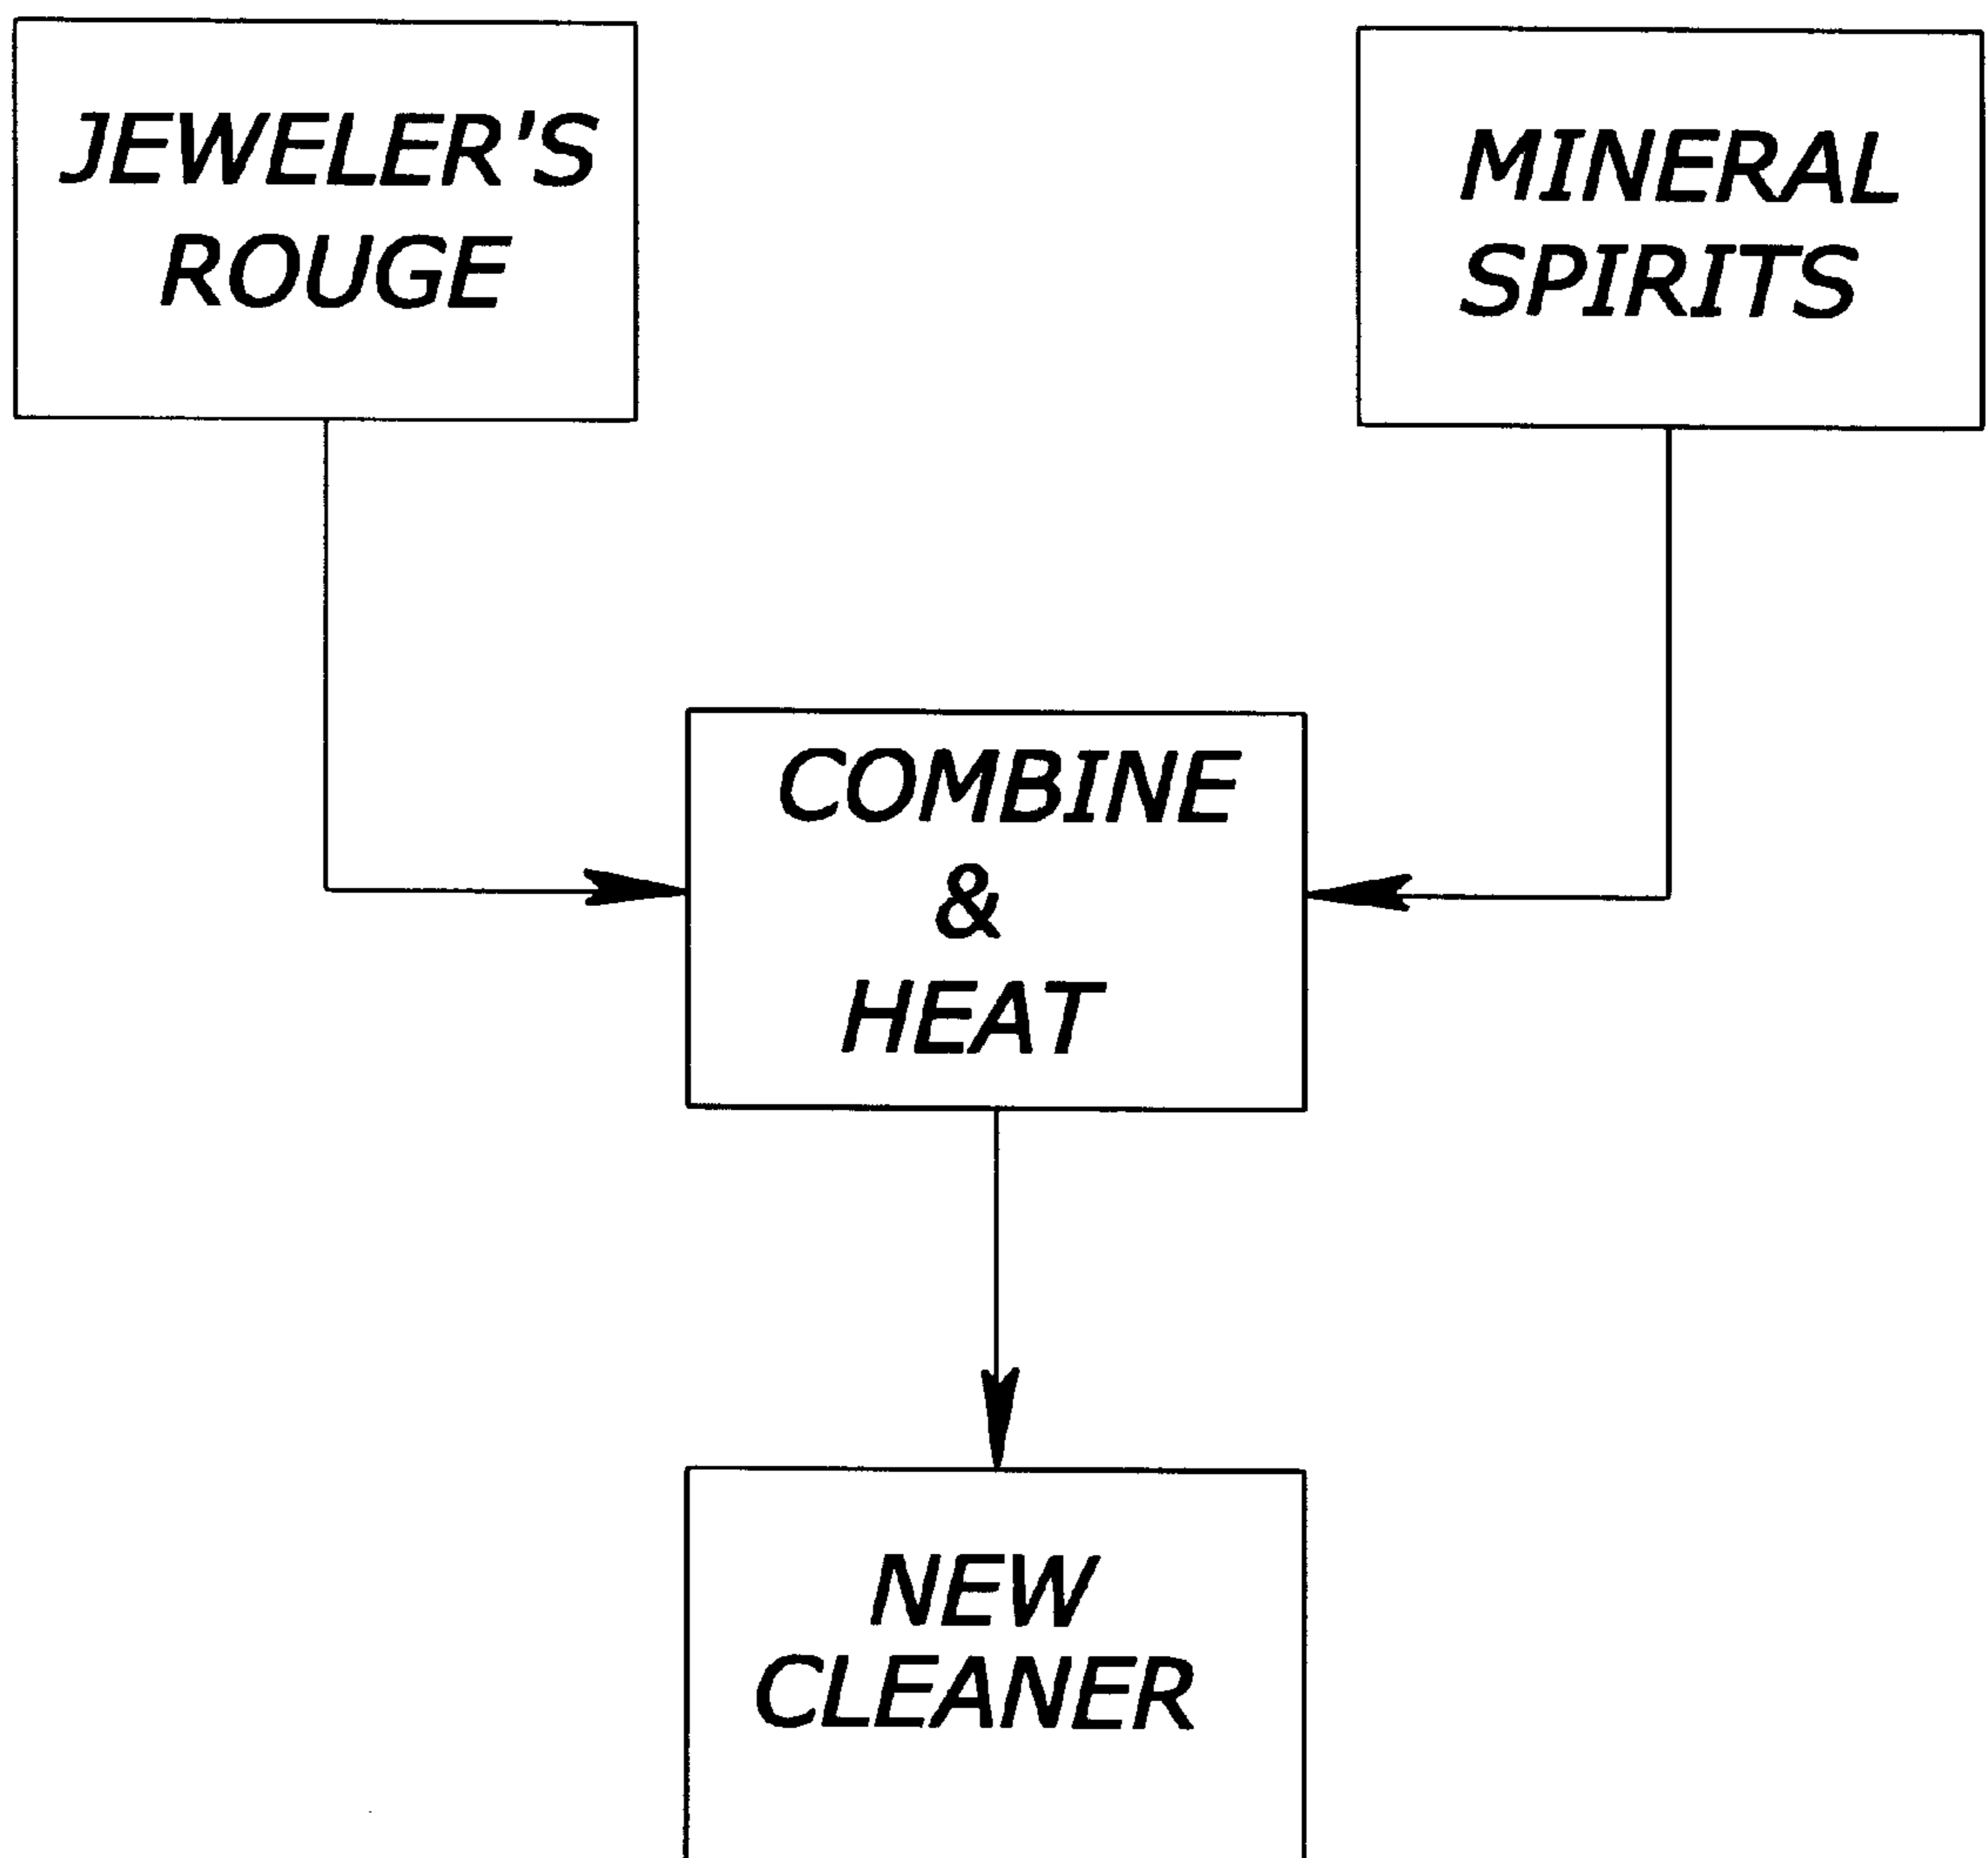 JEWELER'S
ROUGE
MINERAL
SPIRITS
COMBINE
&
HEAT
NEW
CLEANER